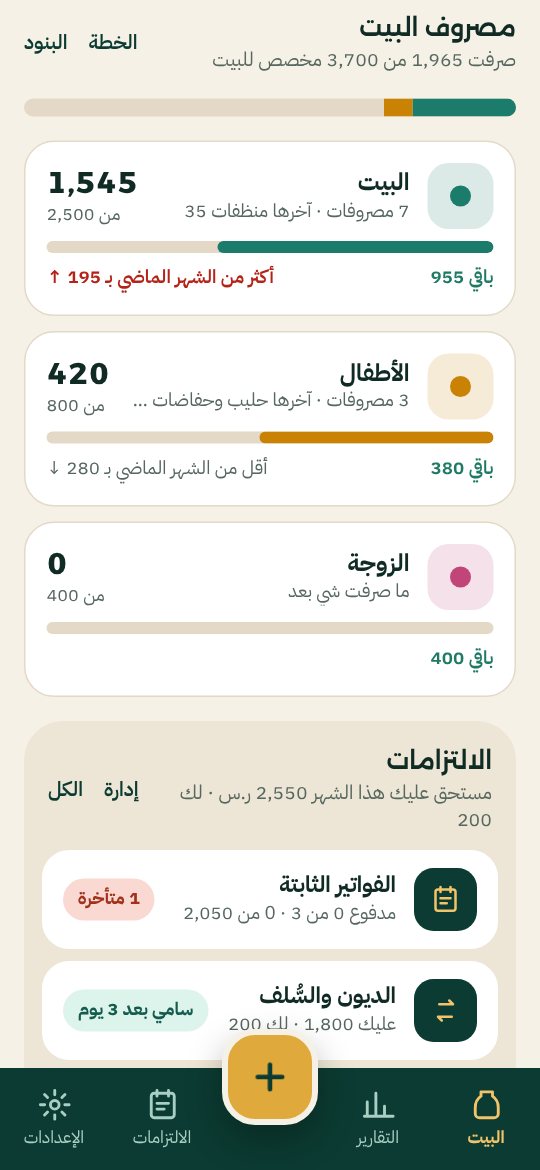 مصروف البيت
صرفت 1,965 من 3,700 مخصص للبيت
الخطة
البنود
البيت
7 مصروفات · آخرها منظفات 35
1,545
من 2,500
باقي 955
أكثر من الشهر الماضي بـ 195 ↑
الأطفال
3 مصروفات · آخرها حليب وحفاضات ...
420
من 800
باقي 380
أقل من الشهر الماضي بـ 280 ↓
الزوجة
ما صرفت شي بعد
0
من 400
باقي 400
الالتزامات
مستحق عليك هذا الشهر 2,550 ر.س · لك
200
إدارة
الكل
الفواتير الثابتة
مدفوع 0 من 3 · 0 من 2,050
1 متأخرة
الديون والسُّلف
عليك 1,800 · لك 200
سامي بعد 3 يوم
البيت
التقارير
الالتزامات
الإعدادات